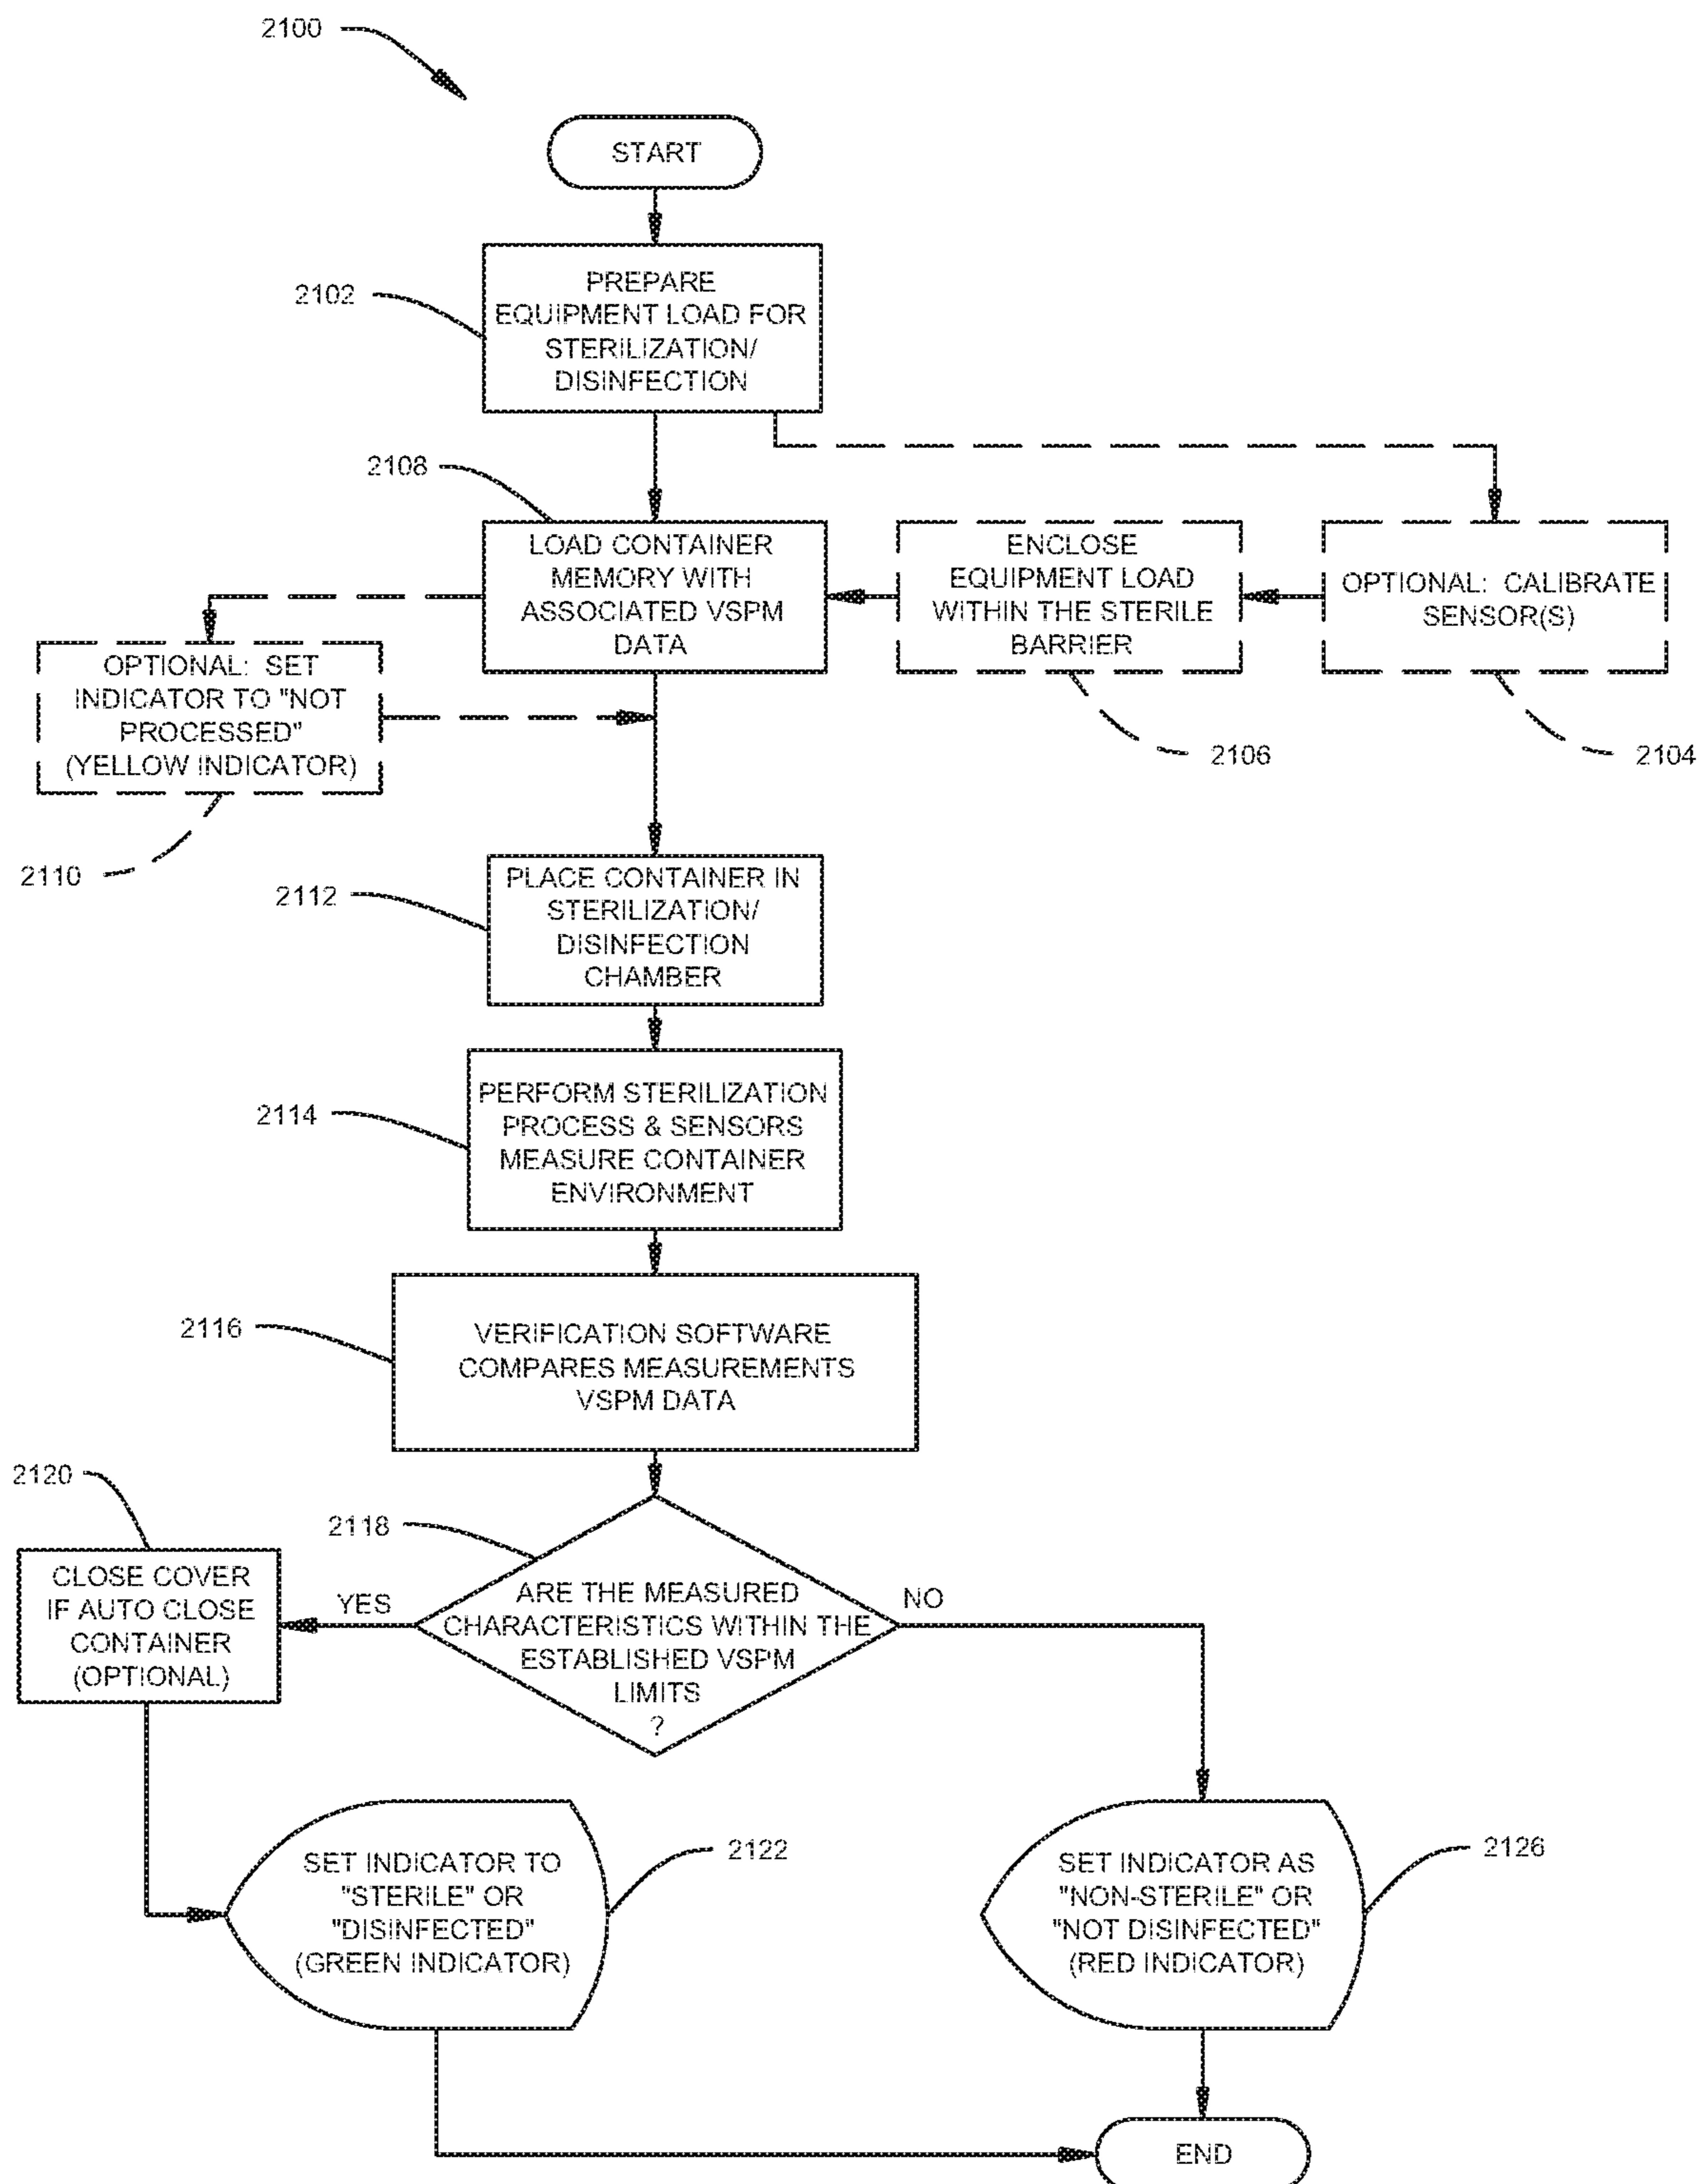 2100
START
2102
PREPARE
EQUIPMENT LOAD FOR
STERILIZATION/
DISINFECTION
2108
LOAD CONTAINER
MEMORY WITH
ASSOCIATED VSPM
DATA
ENCLOSE
EQUIPMENT LOAD
WITHIN THE STERILE
BARRIER
OPTIONAL: CALIBRATE
SENSOR(S)
OPTIONAL: SET
INDICATOR TO "NOT
PROCESSED"
(YELLOW INDICATOR)
2106
2104
2110
2112
PLACE CONTAINER IN
STERILIZATION/
DISINFECTION
CHAMBER
2114
PERFORM STERILIZATION
PROCESS & SENSORS
MEASURE CONTAINER
ENVIRONMENT
2116
VERIFICATION SOFTWARE
COMPARES MEASUREMENTS
VSPM DATA
2120
2118
CLOSE COVER
IF AUTO CLOSE
CONTAINER
(OPTIONAL)
YES
ARE THE MEASURED
CHARACTERISTICS WITHIN THE
ESTABLISHED VSPM
LIMITS
?
NO
SET INDICATOR TO
"STERILE" OR
"DISINFECTED"
(GREEN INDICATOR)
2122
SET INDICATOR AS
"NON-STERILE" OR
"NOT DISINFECTED"
(RED INDICATOR)
2126
END